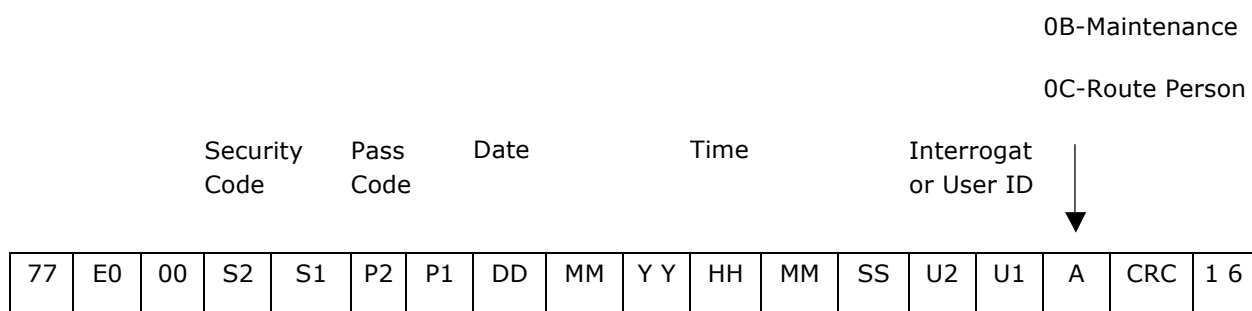 0B-Maintenance
0C-Route Person
Security Code
Pass Code
Date
Time
Interrogat or User ID
77 E0 00 S2 S1 P2 P1 DD MM Y Y HH MM SS U2 U1 A CRC 1 6